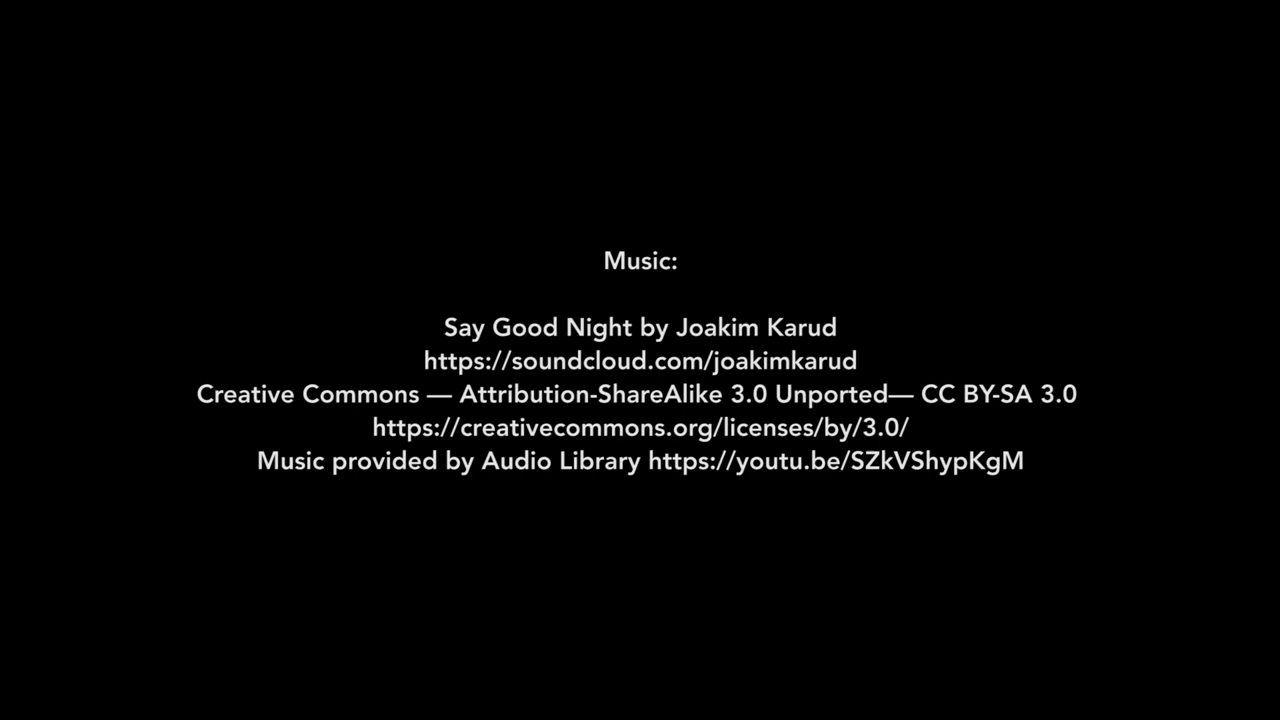 Music:
Say Good Night by Joakim Karud
https://soundcloud.com/joakimkarud
Creative Commons — Attribution-ShareAlike 3.0 Unported— CC BY-SA 3.0
https://creativecommons.org/licenses/by/3.0/
Music provided by Audio Library https://youtu.be/SZkVShypKgM